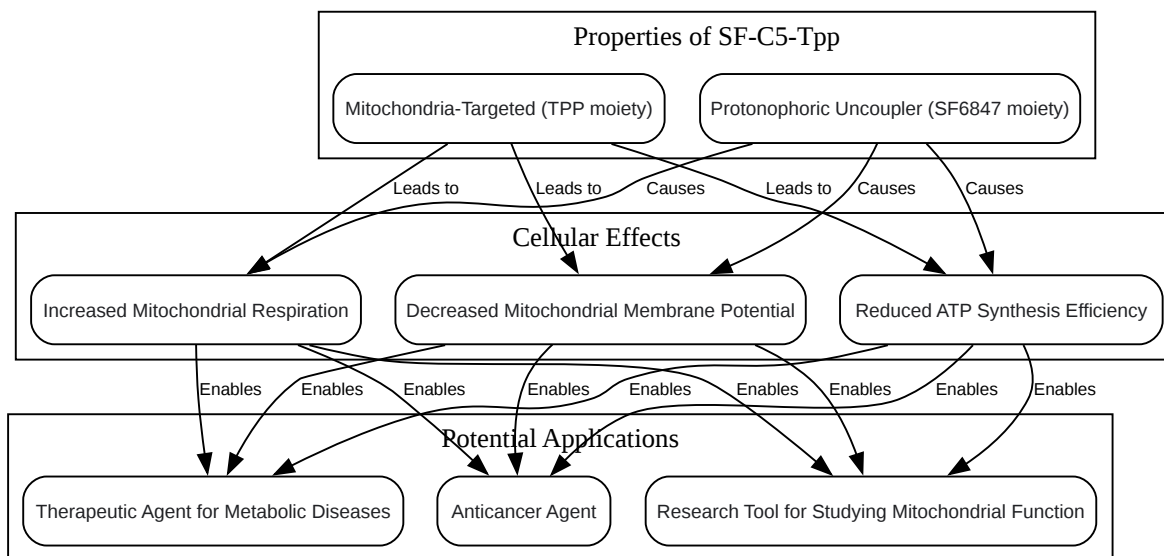 Properties of SF-C5-Tpp
Mitochondria-Targeted (TPP moiety)
Protonophoric Uncoupler (SF6847 moiety)
Leads to
Leads to
Causes
Leads to
Causes
Causes
Cellular Effects
Increased Mitochondrial Respiration
Decreased Mitochondrial Membrane Potential
Reduced ATP Synthesis Efficiency
Enables
Enables
Enables
Enables
Enables
Enables
Enables
Enables
Enables
Potential Applications
Therapeutic Agent for Metabolic Diseases
Anticancer Agent
Research Tool for Studying Mitochondrial Function